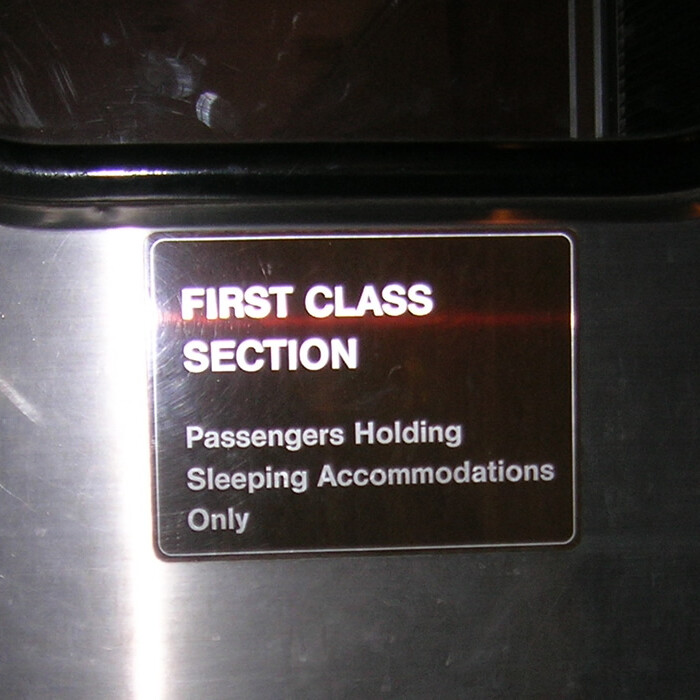 FIRST CLASS
SECTION
Passengers Holding
Sleeping Accommodations
Only